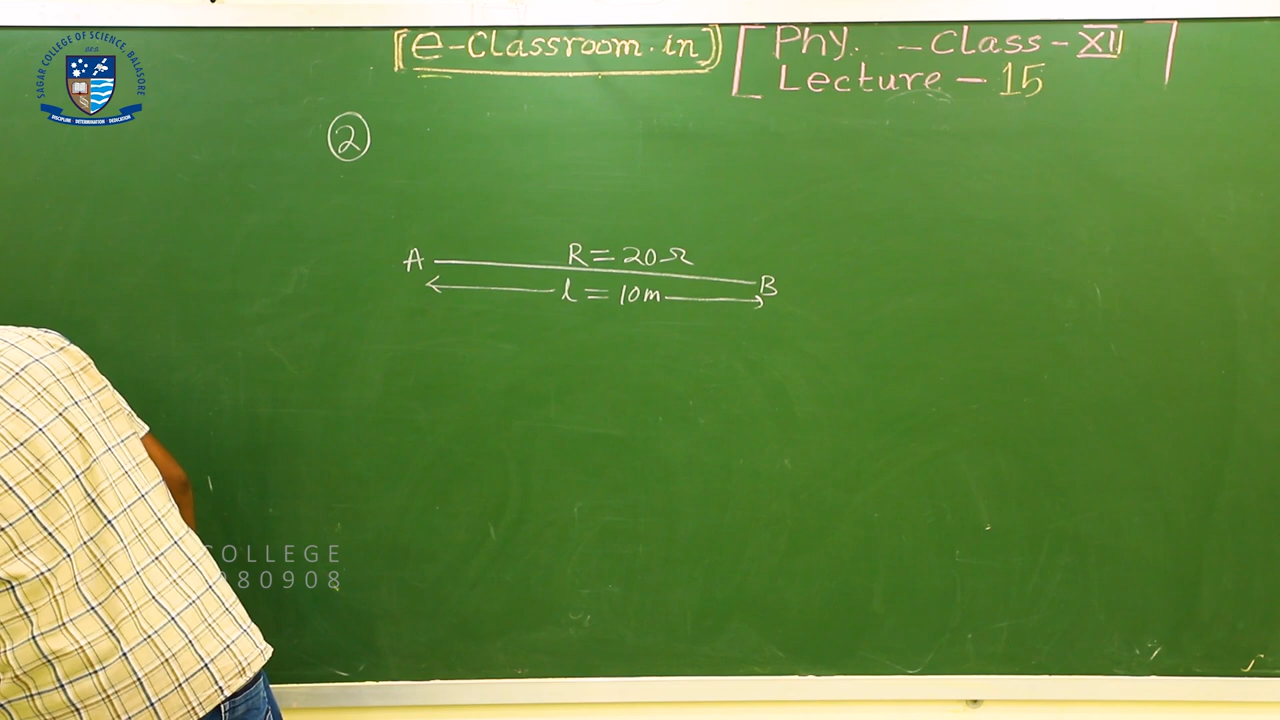 SAGAR COLLEGE OF SCIENCE, BALASORE
DISCIPLINE · DETERMINATION · DEDICATION
[e-Classroom.in]
[Phy. - Class - XII]
Lecture - 15
2
A R = 20 Ω
l = 10m B
COLLEGE
80908